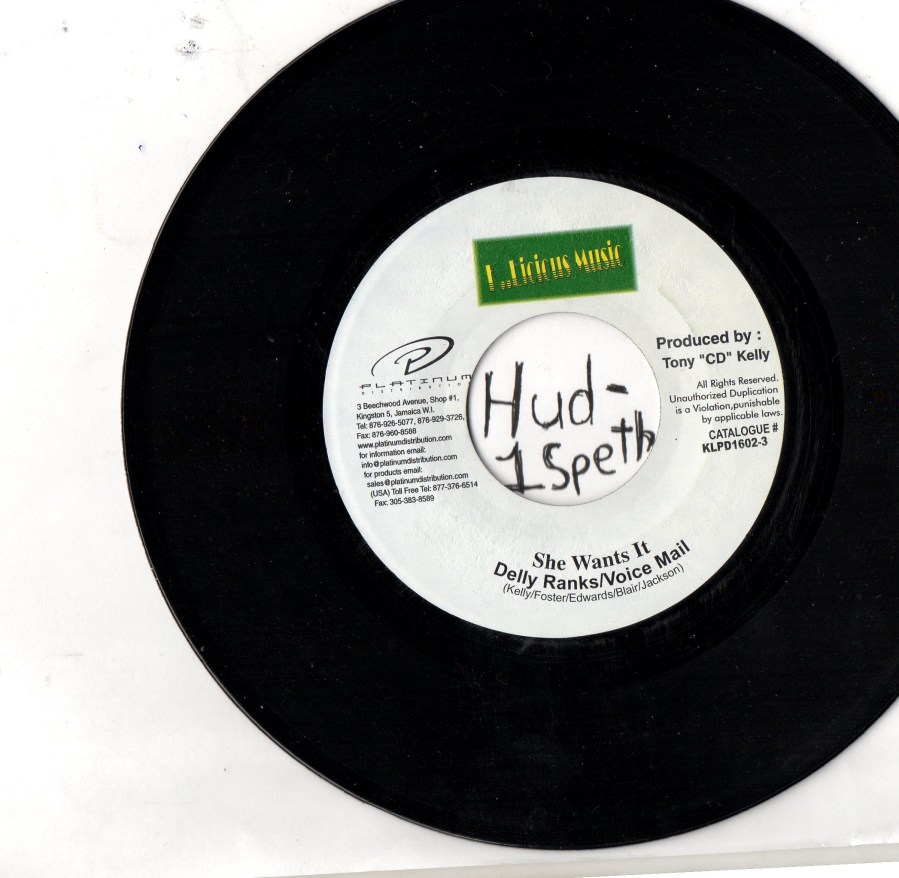 L...Licious Music
PLATINUM
DISTRIBUTION
3 Beechwood Avenue, Shop #1,
Kingston 5, Jamaica W.I.
Tel: 876-926-5077, 876-929-3726,
Fax: 876-960-8588
www.platinumdistribution.com
for information email:
info@platinumdistribution.com
for products email:
sales@platinumdistribution.com
(USA) Toll Free Tel: 877-376-6514
Fax: 305-383-8589
Hud-
1Speth
Produced by :
Tony "CD" Kelly
All Rights Reserved.
Unauthorized Duplication
is a Violation,punishable
by applicable laws.
CATALOGUE #
KLPD1602-3
She Wants It
Delly Ranks/Voice Mail
(Kelly/Foster/Edwards/Blair/Jackson)